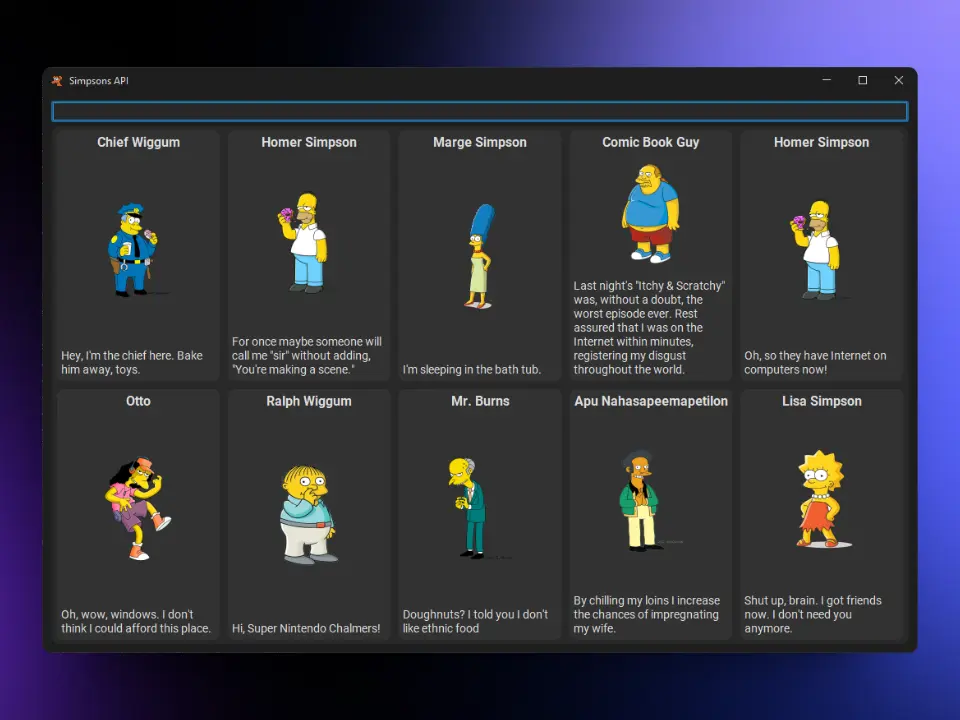 Simpsons API
Chief Wiggum
Hey, I'm the chief here. Bake
him away, toys.
Homer Simpson
For once maybe someone will
call me "sir" without adding,
"You're making a scene."
Marge Simpson
I'm sleeping in the bath tub.
Comic Book Guy
Last night's "Itchy & Scratchy"
was, without a doubt, the
worst episode ever. Rest
assured that I was on the
Internet within minutes,
registering my disgust
throughout the world.
Homer Simpson
Oh, so they have Internet on
computers now!
Otto
Oh, wow, windows. I don't
think I could afford this place.
Ralph Wiggum
Hi, Super Nintendo Chalmers!
Mr. Burns
Doughnuts? I told you I don't
like ethnic food
Apu Nahasapeemapetilon
By chilling my loins I increase
the chances of impregnating
my wife.
Lisa Simpson
Shut up, brain. I got friends
now. I don't need you
anymore.